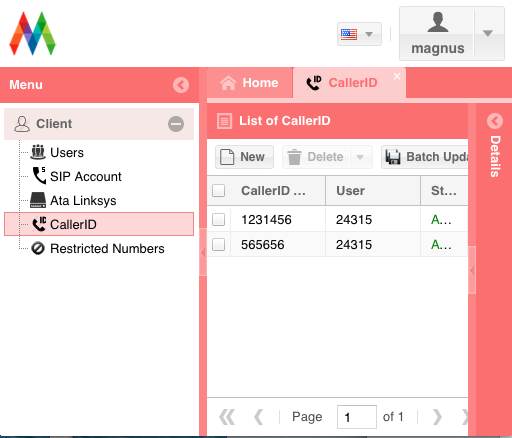 magnus
Menu
Home
CallerID
Client
Users
SIP Account
Ata Linksys
CallerID
Restricted Numbers
List of CallerID
Details
New
Delete
Batch Upda
CallerID ...
User
St...
1231456
24315
A...
565656
24315
A...
Page
1
of 1